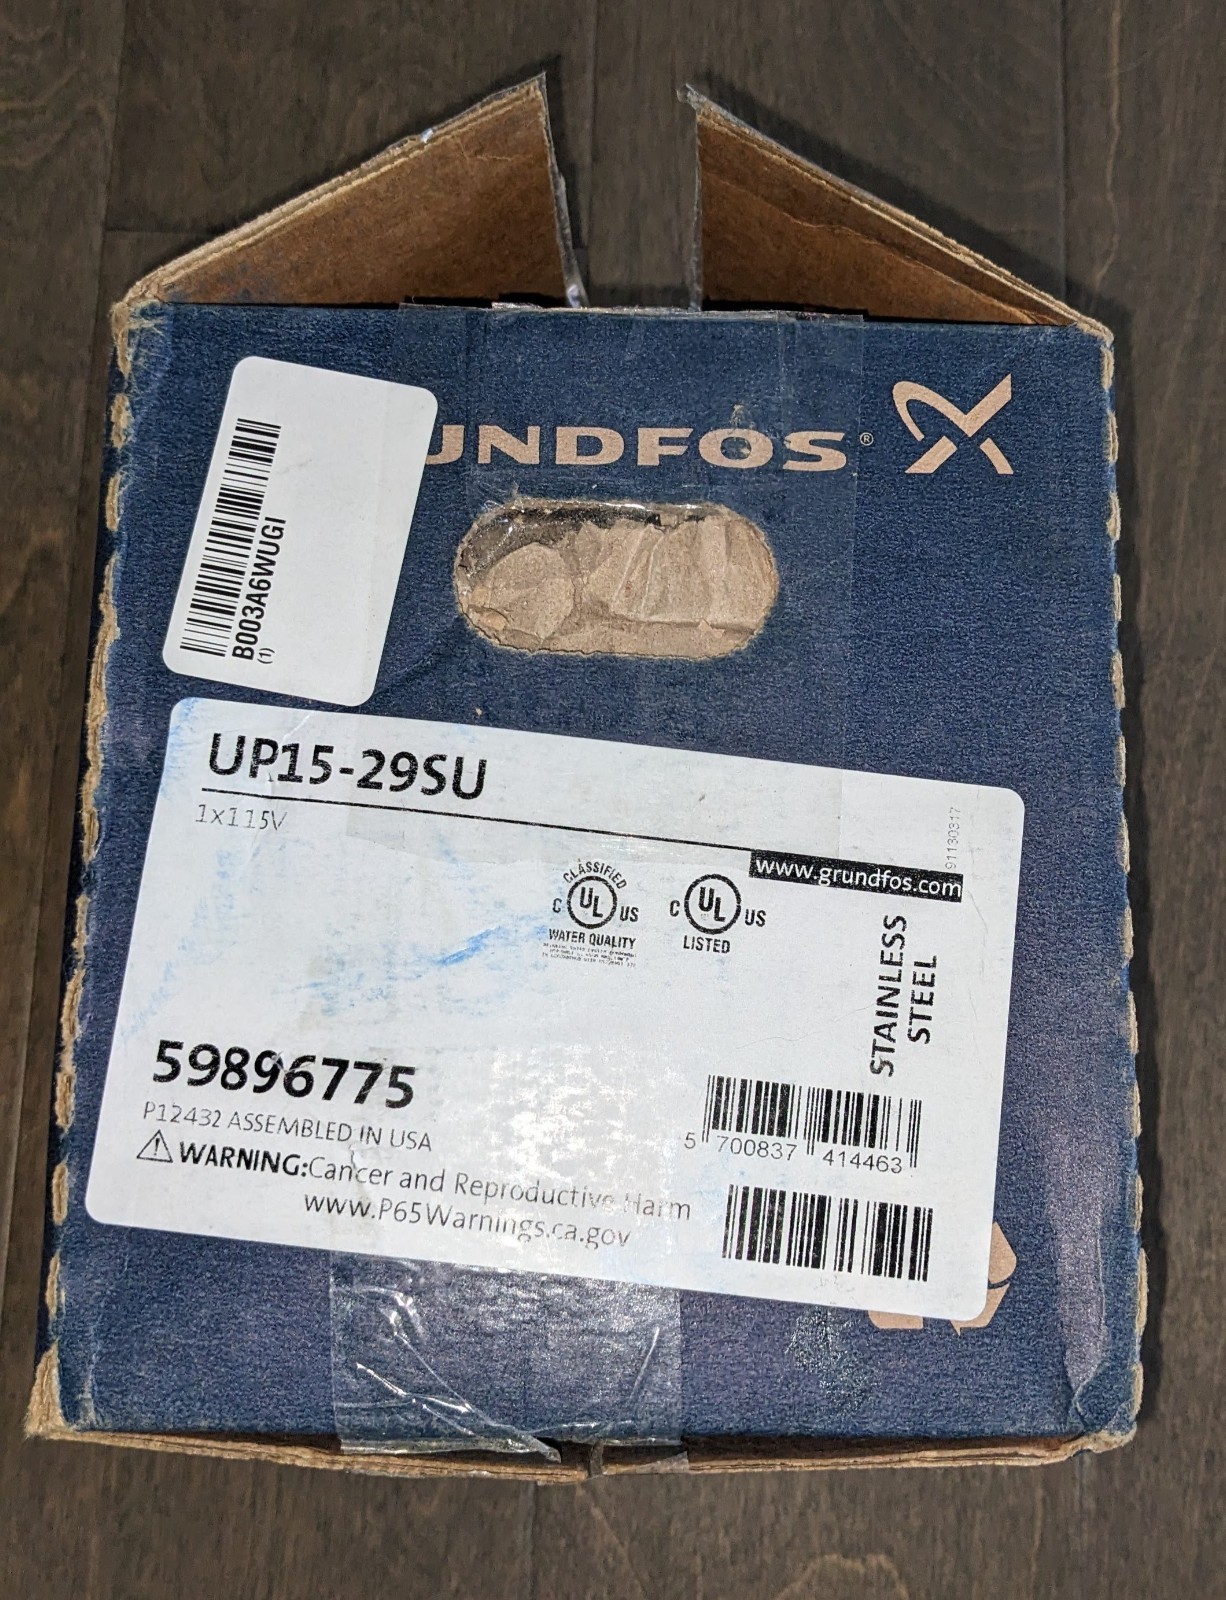 UNDFOS®
B003A6WUGI
(1)
UP15-29SU
1x115V
91130317
www.grundfos.com
CLASSIFIED
C UL US
WATER QUALITY
C UL US
LISTED
STAINLESS
STEEL
59896775
P12432 ASSEMBLED IN USA
WARNING:Cancer and Reproductive Harm
www.P65Warnings.ca.gov
5 700837 414463